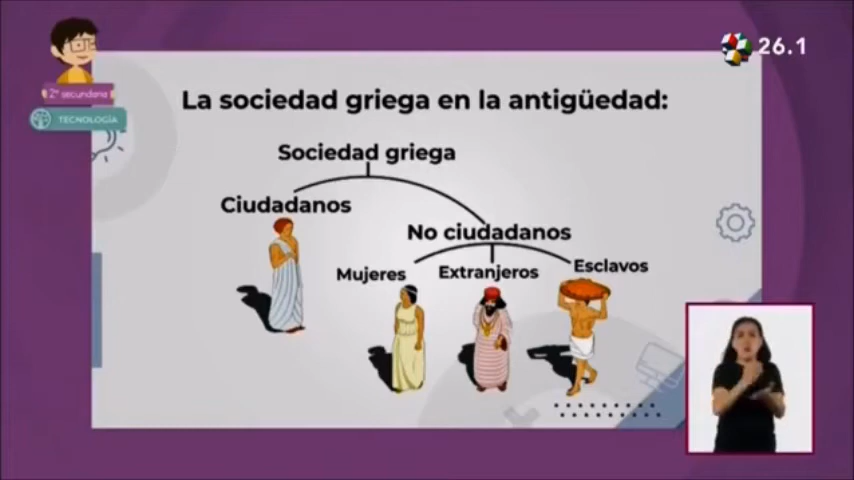 26.1
2° secundaria
TECNOLOGÍA
La sociedad griega en la antigüedad:
Sociedad griega
Ciudadanos
No ciudadanos
Mujeres Extranjeros Esclavos